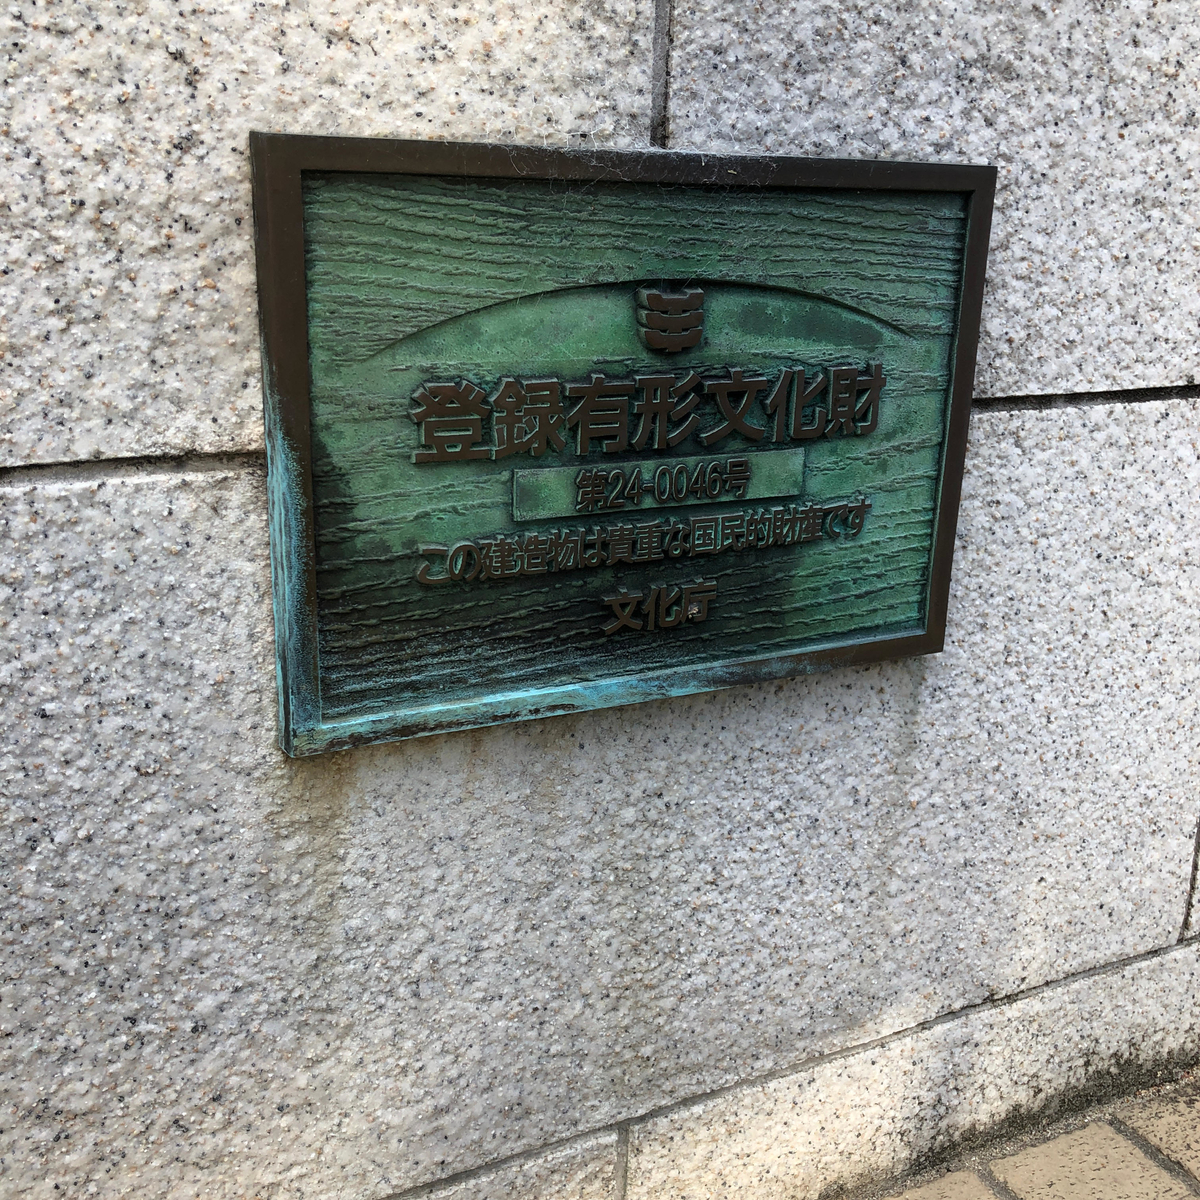 登録有形文化財
第24-0046号
この建造物は貴重な国民的財産です
文化庁